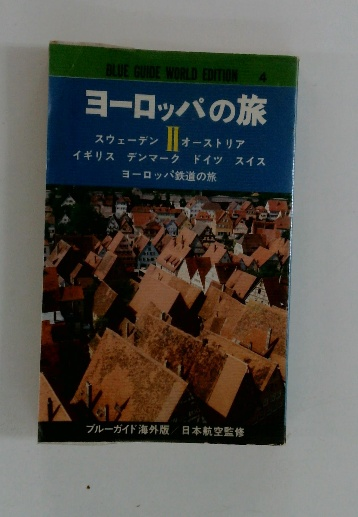 BLUE GUIDE WORLD EDITION 4
ヨーロッパの旅
スウェーデン II オーストリア
イギリス デンマーク ドイツ スイス
ヨーロッパ鉄道の旅
ブルーガイド海外版/日本航空監修